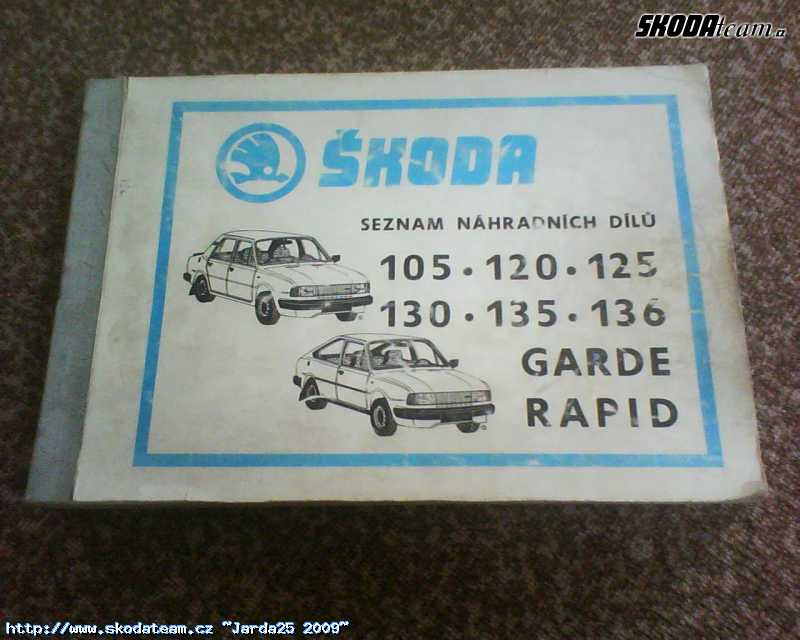 SKODAteam.cz
ŠKODA
SEZNAM NÁHRADNÍCH DÍLŮ
105 • 120 • 125
130 • 135 • 136
GARDE
RAPID
http://www.skodateam.cz ~Jarda25 2009~